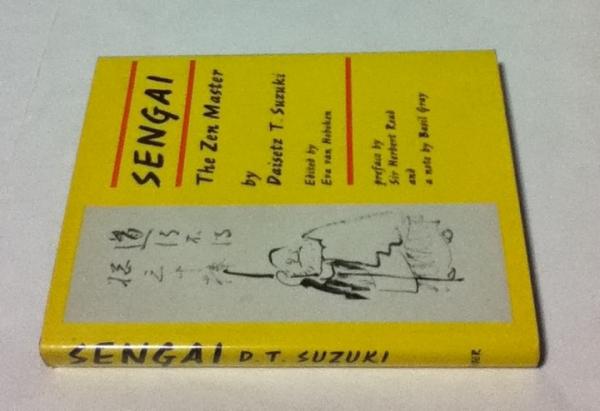 SENGAI
The Zen Master
by
Daisetz T. Suzuki
Edited by
Eva van Hoboken
preface by
Sir Herbert Read
and
a note by Basil Gray
SENGAI D.T. SUZUKI